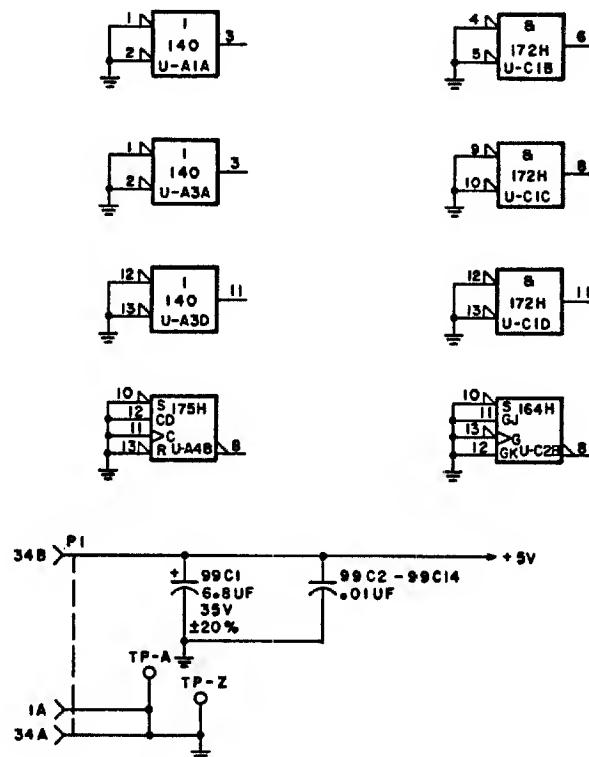 1 I 3
140
2 U-A1A
4 & 6
172H
5 U-C1B
1 I 3
140
2 U-A3A
9 & 8
172H
10 U-C1C
12 I 11
140
13 U-A3D
12 & 11
172H
13 U-C1D
10 S 175H
12 CD
11 C
13 R U-A4B 8
10 S 164H
11 GJ
13 G
12 GK U-C2B 8
34B P1 +5V
+ 99C1
6.8UF
35V
±20%
99C2-99C14
.01UF
TP-A
TP-Z
1A
34A